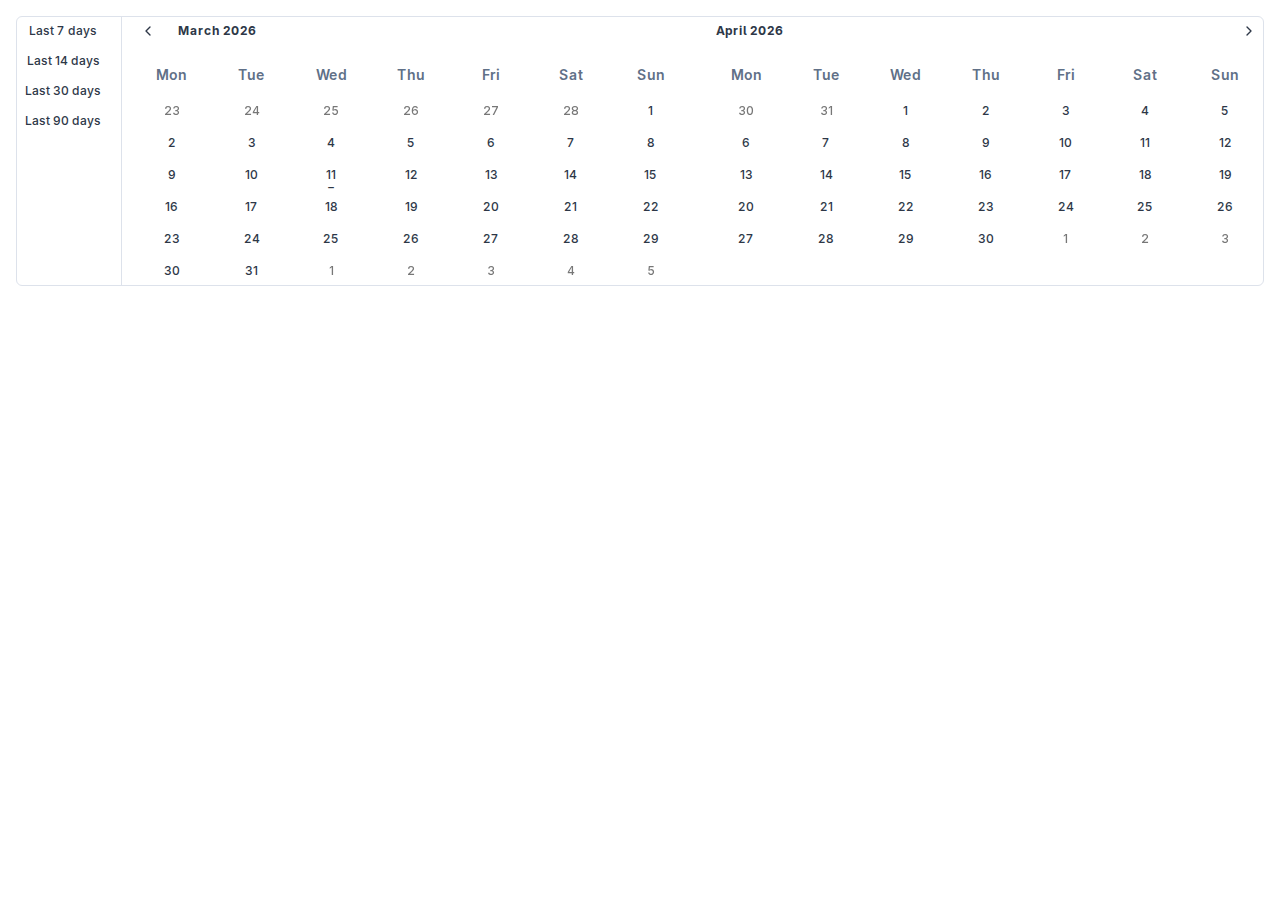 Last 7 days
Last 14 days
Last 30 days
Last 90 days
March 2026
Mon Tue Wed Thu Fri Sat Sun
23 24 25 26 27 28 1
2 3 4 5 6 7 8
9 10 11 12 13 14 15
16 17 18 19 20 21 22
23 24 25 26 27 28 29
30 31 1 2 3 4 5
April 2026
Mon Tue Wed Thu Fri Sat Sun
30 31 1 2 3 4 5
6 7 8 9 10 11 12
13 14 15 16 17 18 19
20 21 22 23 24 25 26
27 28 29 30 1 2 3